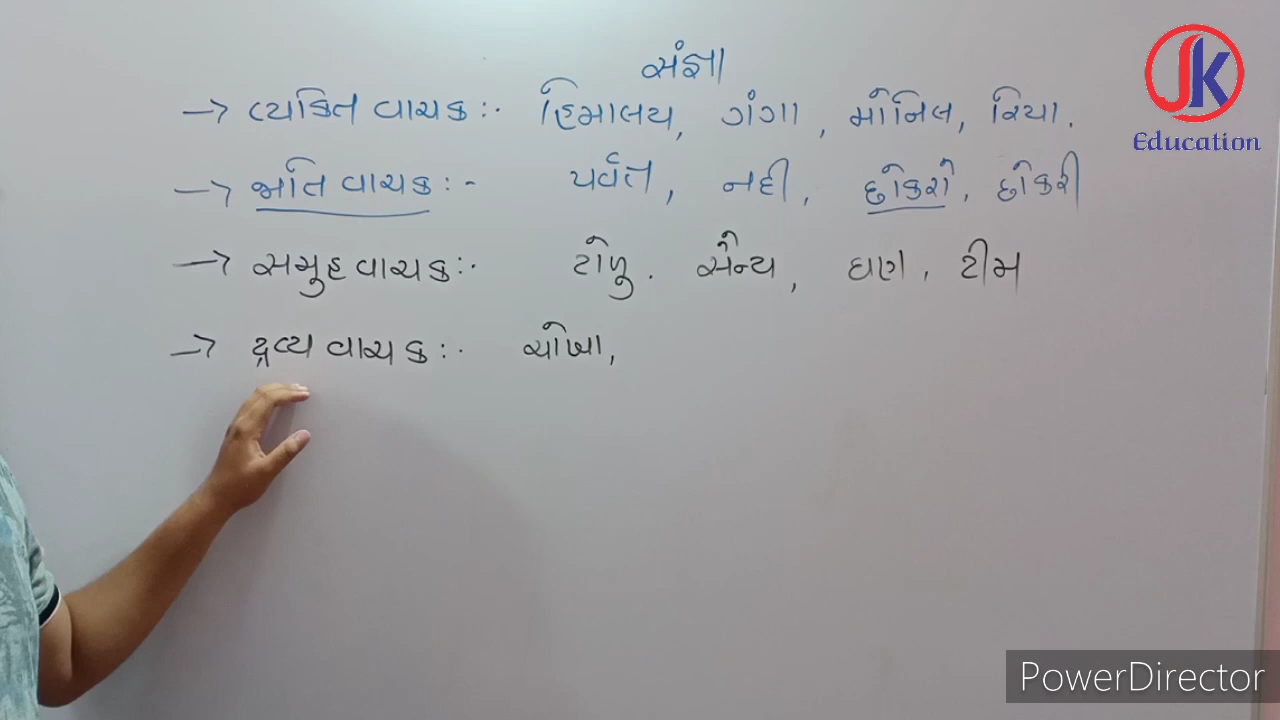 સંજ્ઞા
JK
Education
→ વ્યકિત વાચક :- હિમાલય, ગંગા, મોનિલ, રિયા.
→ જાતિ વાચક :- પર્વત, નદી, છોકરો, છોકરી
→ સમુહ વાચક :- ટોળુ. સૈન્ય, ધણ, ટીમ
→ દ્રવ્ય વાચક :- ચોખા,
PowerDirector